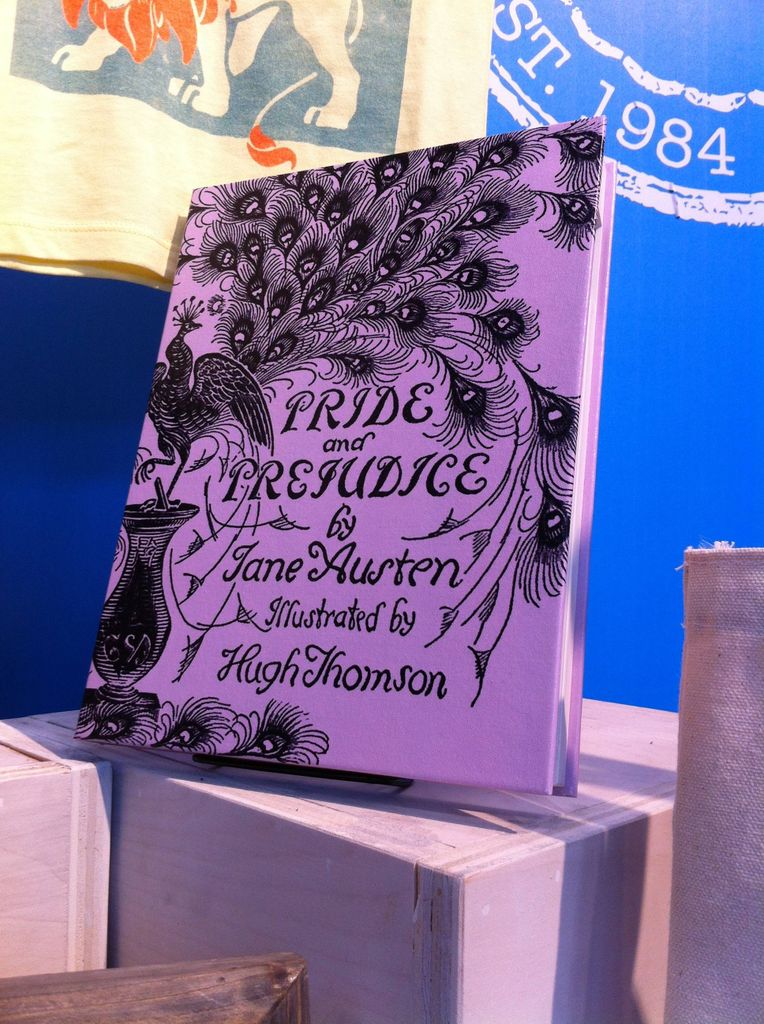 ST. 1984
PRIDE
and
PREJUDICE
by
Jane Austen
Illustrated by
Hugh Thomson